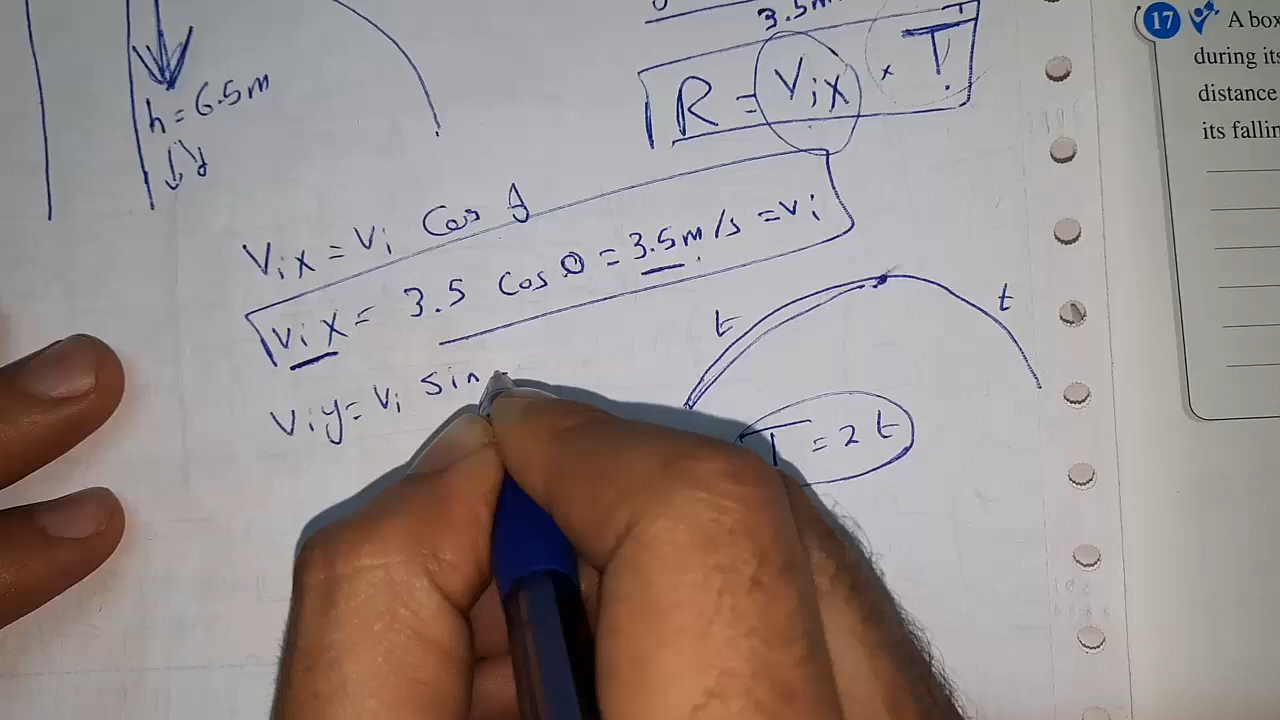 3.5m
R = Vix × T
h = 6.5m
y
Vix = Vi Cos θ
Vix = 3.5 Cos 0 = 3.5m/s = Vi
Viy = Vi Sin
t
t
T = 2t
17 A box
during its
distance
its fallin